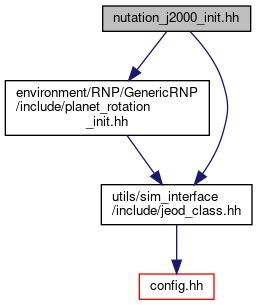 nutation_j2000_init.hh
environment/RNP/GenericRNP
/include/planet_rotation
_init.hh
utils/sim_interface
/include/jeod_class.hh
config.hh